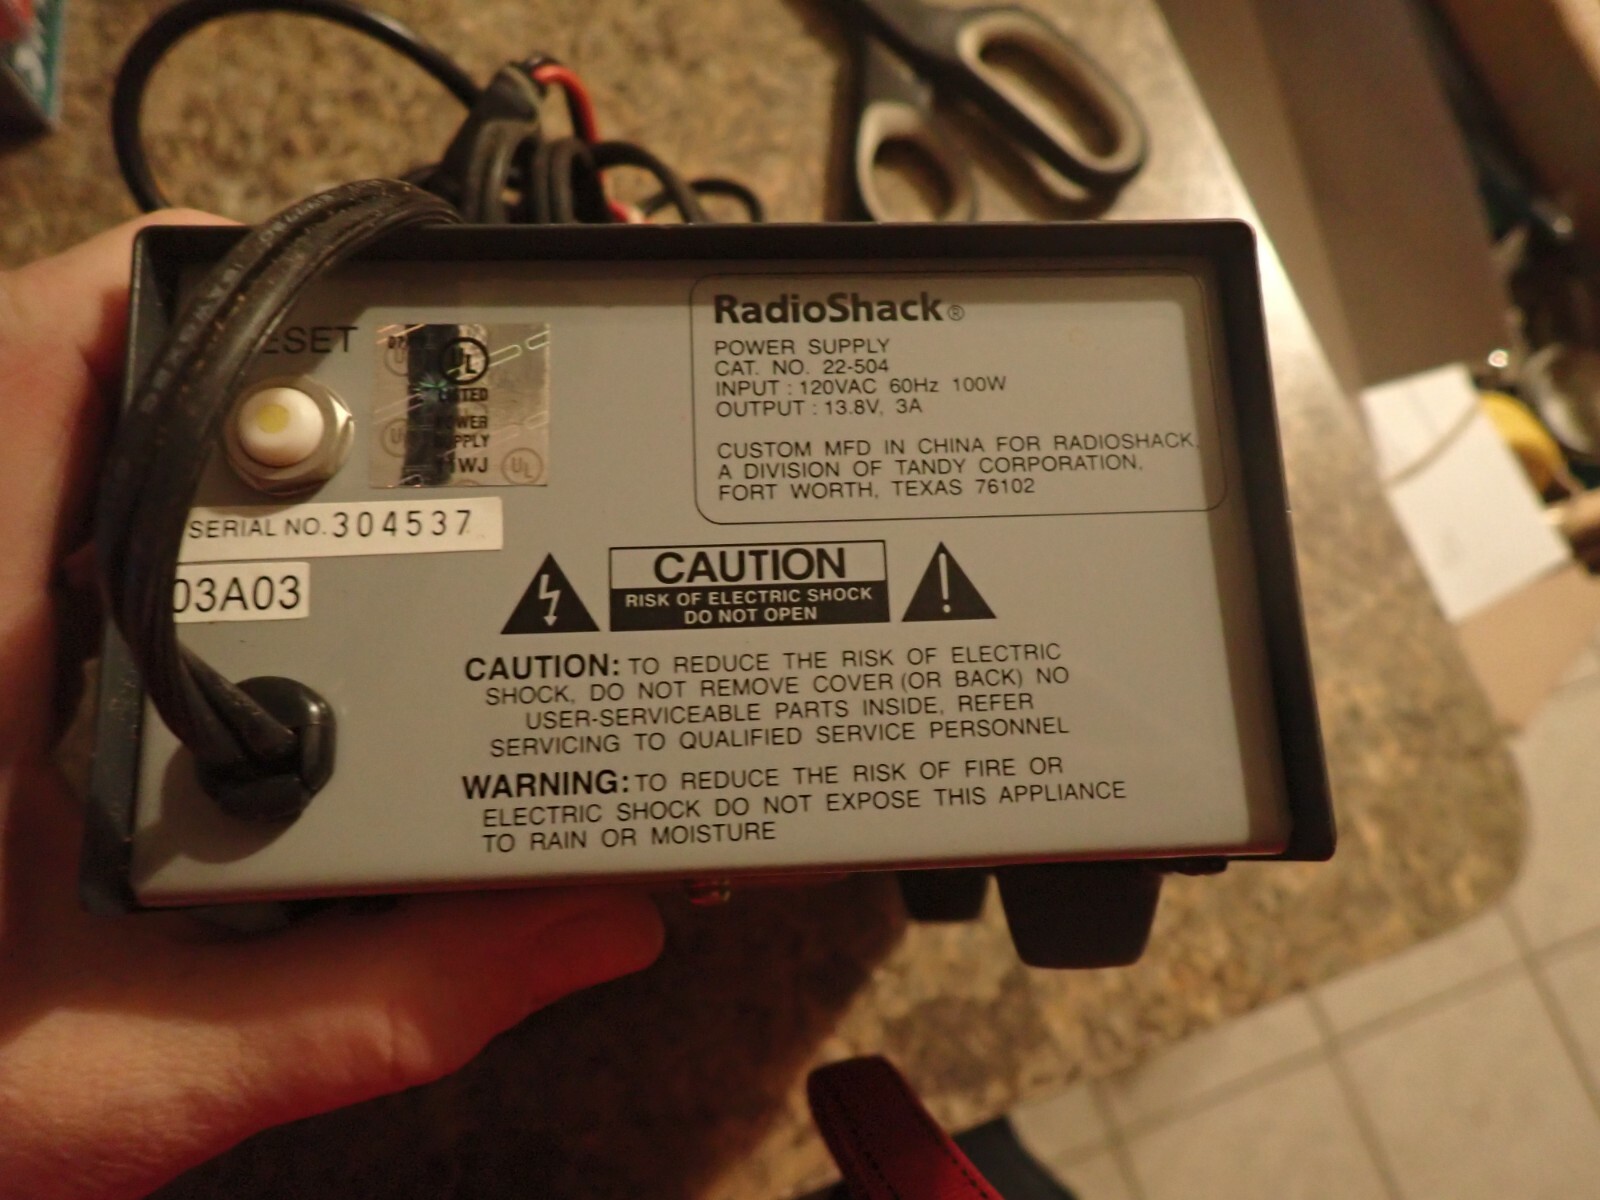 RadioShack®
POWER SUPPLY
CAT. NO. 22-504
INPUT : 120VAC 60Hz 100W
OUTPUT : 13.8V, 3A
CUSTOM MFD IN CHINA FOR RADIOSHACK,
A DIVISION OF TANDY CORPORATION,
FORT WORTH, TEXAS 76102
UL
SERIAL NO. 304537
03A03
CAUTION
RISK OF ELECTRIC SHOCK
DO NOT OPEN
CAUTION: TO REDUCE THE RISK OF ELECTRIC
SHOCK, DO NOT REMOVE COVER (OR BACK) NO
USER-SERVICEABLE PARTS INSIDE, REFER
SERVICING TO QUALIFIED SERVICE PERSONNEL
WARNING: TO REDUCE THE RISK OF FIRE OR
ELECTRIC SHOCK DO NOT EXPOSE THIS APPLIANCE
TO RAIN OR MOISTURE